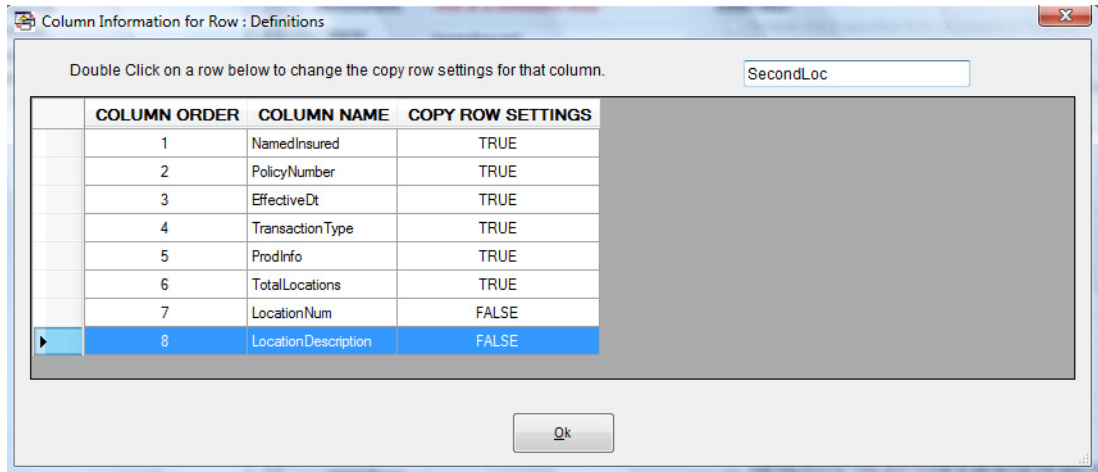 Column Information for Row : Definitions
Double Click on a row below to change the copy row settings for that column.
SecondLoc
COLUMN ORDER COLUMN NAME COPY ROW SETTINGS
1 NamedInsured TRUE
2 PolicyNumber TRUE
3 EffectiveDt TRUE
4 TransactionType TRUE
5 ProdInfo TRUE
6 TotalLocations TRUE
7 LocationNum FALSE
8 LocationDescription FALSE
Ok